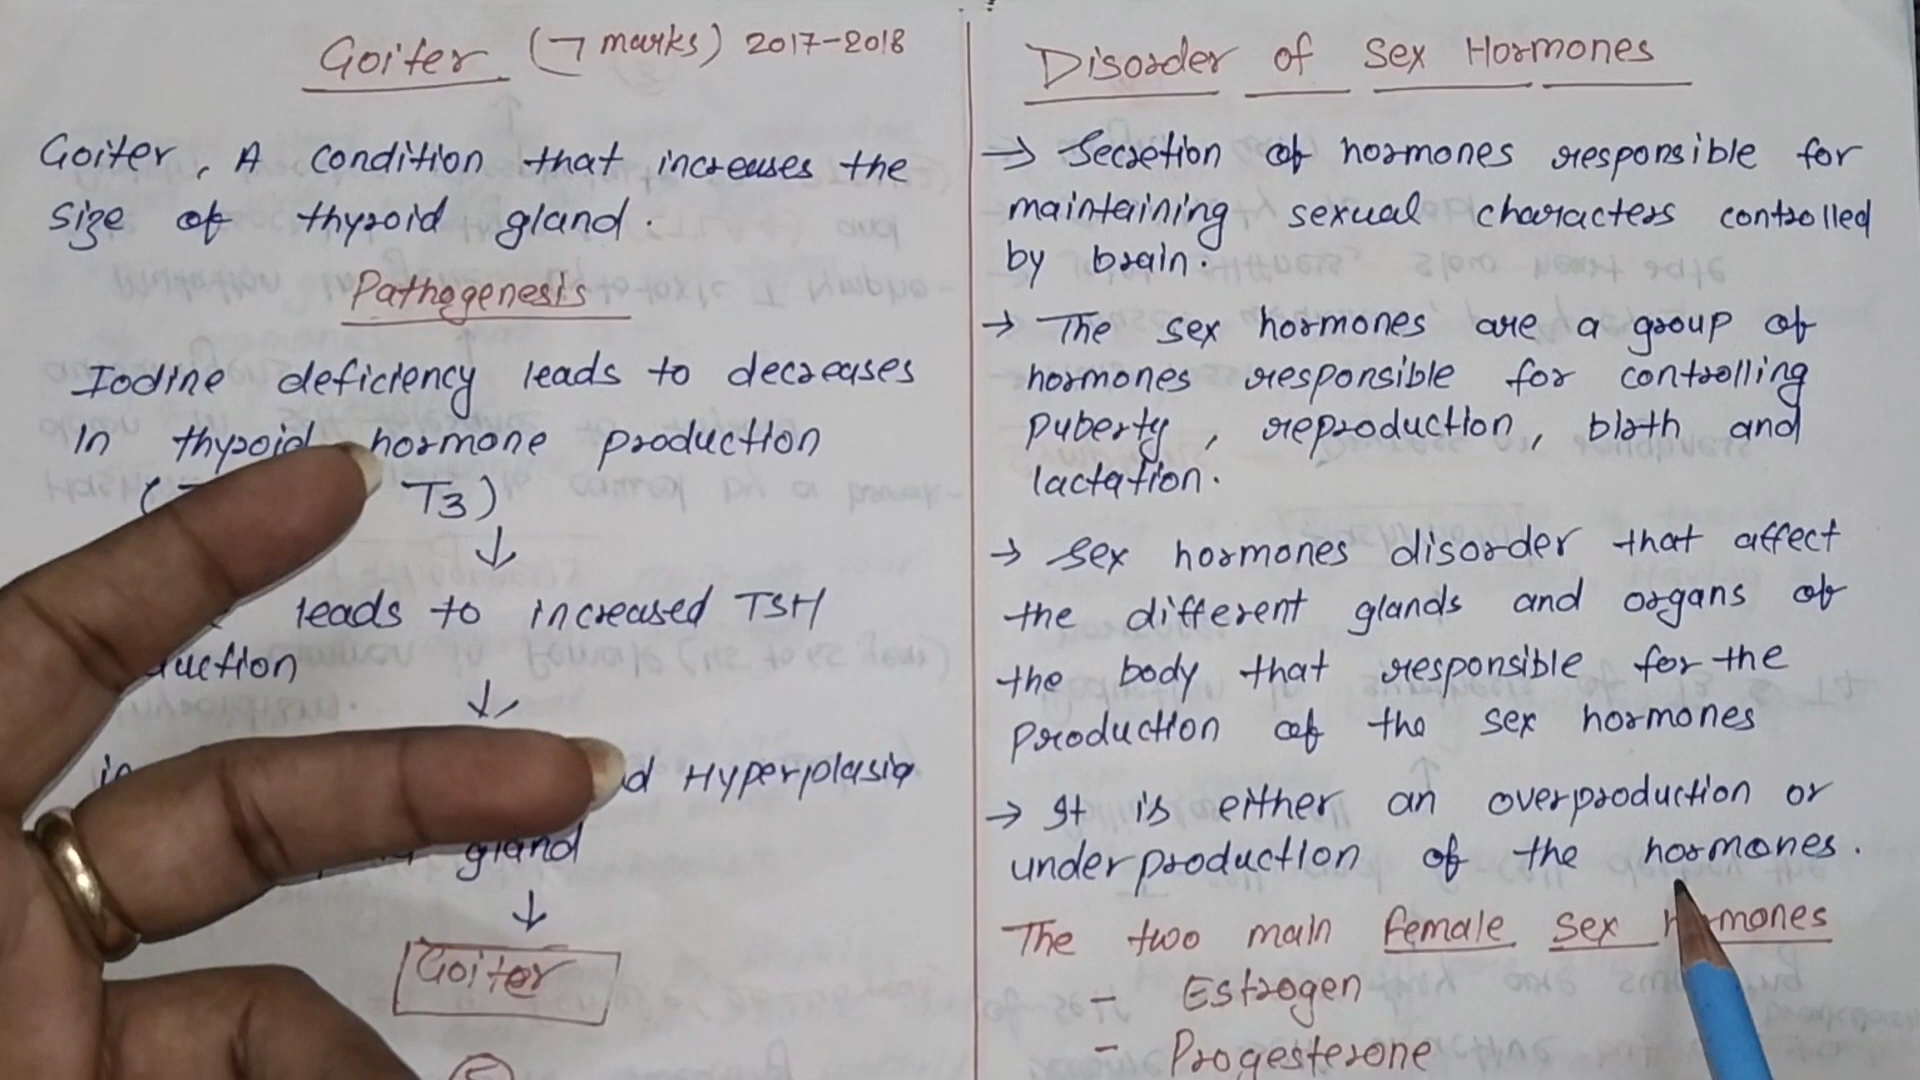 Goiter (7 marks) 2017-2018
Goiter, A condition that increases the
size of thyroid gland.
Pathogenesis
Iodine deficiency leads to decreases
In thyroid hormone production
T3)
↓
leads to increased TSH
duction
↓
Hyperplasia
gland
↓
Goiter
Disorder of Sex Hormones
→ Secretion of hormones responsible for
maintaining sexual characters controlled
by brain.
→ The sex hormones are a group of
hormones responsible for controlling
puberty, reproduction, birth and
lactation.
→ Sex hormones disorder that affect
the different glands and organs of
the body that responsible for the
production of the sex hormones
→ It is either an overproduction or
underproduction of the hormones.
The two main female sex hormones
- Estrogen
- Progesterone